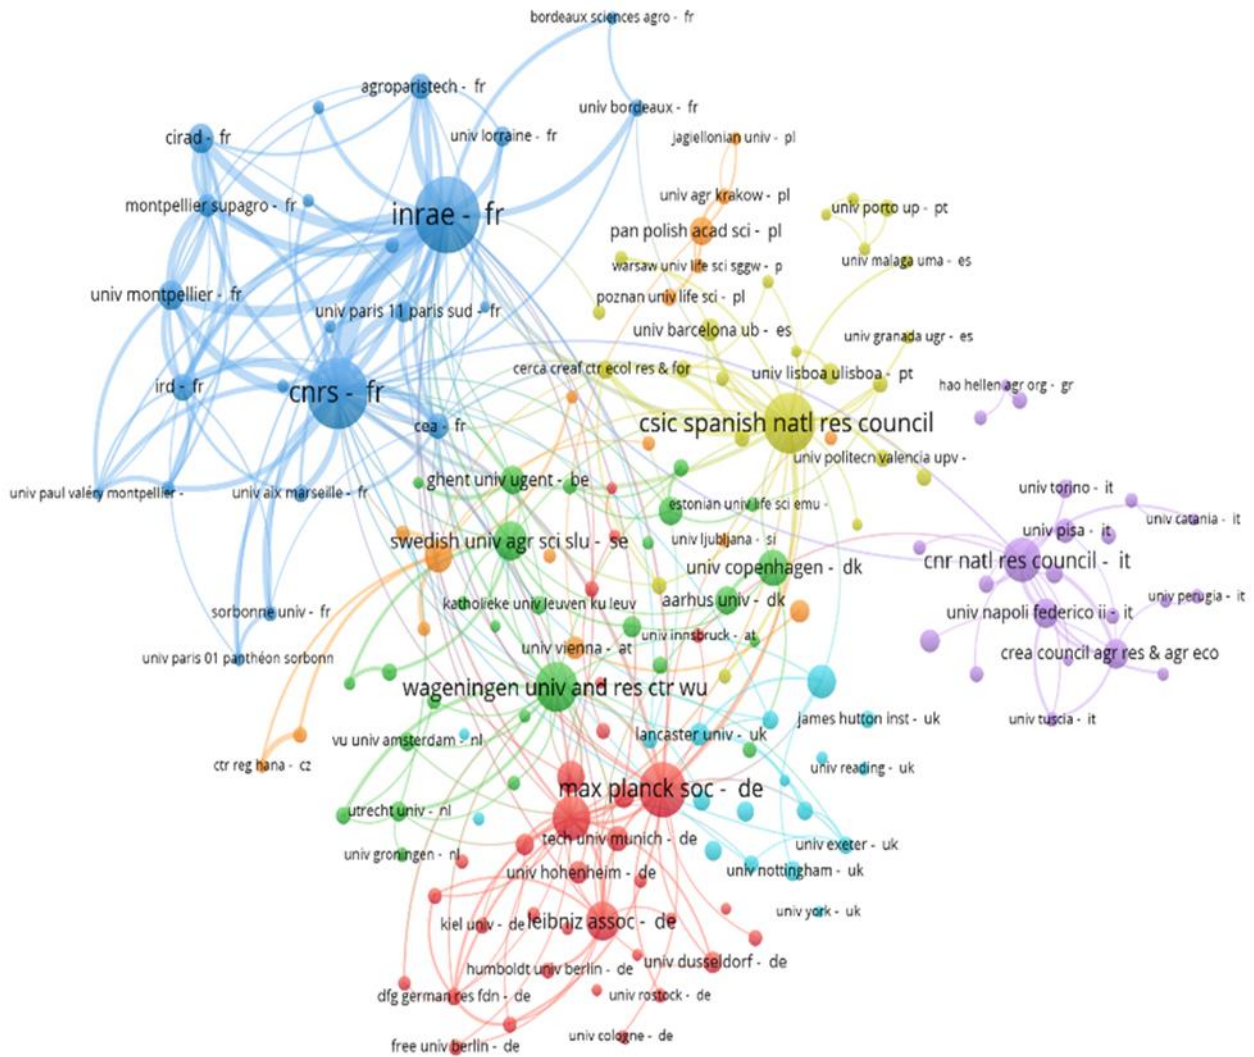 bordeaux sciences agro - fr
agroparistech - fr
univ bordeaux - fr
cirad - fr
univ lorraine - fr
jagiellonian univ - pl
univ agr krakow - pl
montpellier supagro - fr
inrae - fr
univ porto up - pt
pan polish acad sci - pl
univ malaga uma - es
warsaw univ life sci sggw - p
univ montpellier - fr
poznan univ life sci - pl
univ paris 11 paris sud - fr
univ barcelona ub - es
univ granada ugr - es
cerca creaf ctr ecol res & for
univ lisboa ulisboa - pt
ird - fr
hao hellen agr org - gr
cnrs - fr
cea - fr
csic spanish natl res council
univ politecn valencia upv -
ghent univ ugent - be
univ torino - it
univ paul valéry montpellier -
univ aix marseille - fr
estonian univ life sci emu -
univ catania - it
univ pisa - it
swedish univ agr sci slu - se
univ ljubljana - si
cnr natl res council - it
univ copenhagen - dk
univ perugia - it
katholieke univ leuven ku leuv
aarhus univ - dk
sorbonne univ - fr
univ napoli federico ii - it
univ innsbruck - at
univ vienna - at
crea council agr res & agr eco
univ paris 01 panthéon sorbonn
wageningen univ and res ctr wu
james hutton inst - uk
univ tuscia - it
lancaster univ - uk
vu univ amsterdam - nl
ctr reg hana - cz
univ reading - uk
max planck soc - de
utrecht univ - nl
tech univ munich - de
univ exeter - uk
univ groningen - nl
univ hohenheim - de
univ nottingham - uk
univ york - uk
kiel univ - de
leibniz assoc - de
univ dusseldorf - de
humboldt univ berlin - de
dfg german res fdn - de
univ rostock - de
univ cologne - de
free univ berlin - de